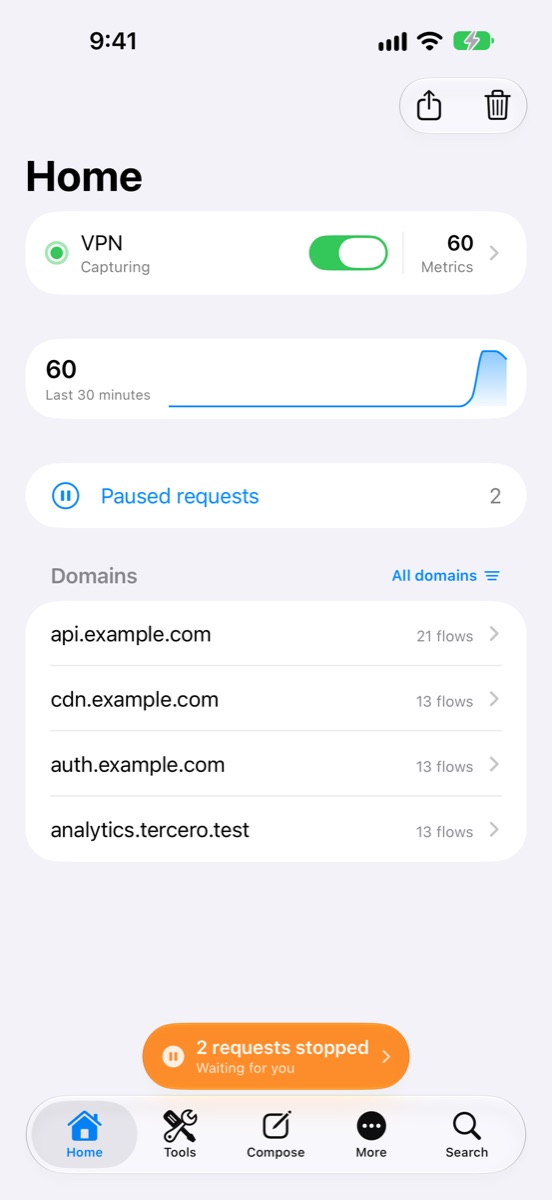 9:41
Home
VPN
Capturing
60
Metrics
60
Last 30 minutes
Paused requests
2
Domains
All domains
api.example.com
21 flows
cdn.example.com
13 flows
auth.example.com
13 flows
analytics.tercero.test
13 flows
2 requests stopped
Waiting for you
Home
Tools
Compose
More
Search